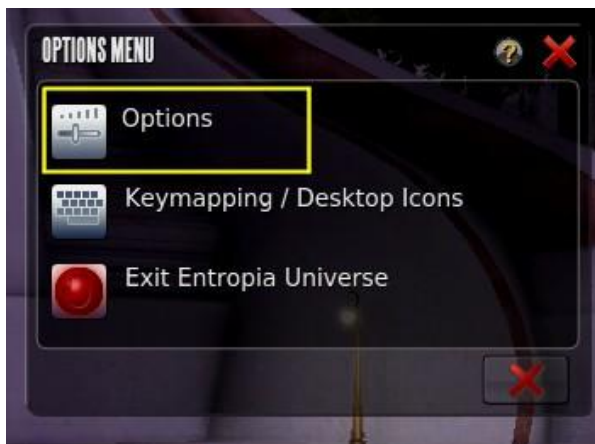 OPTIONS MENU
?
Options
Keymapping / Desktop Icons
Exit Entropia Universe